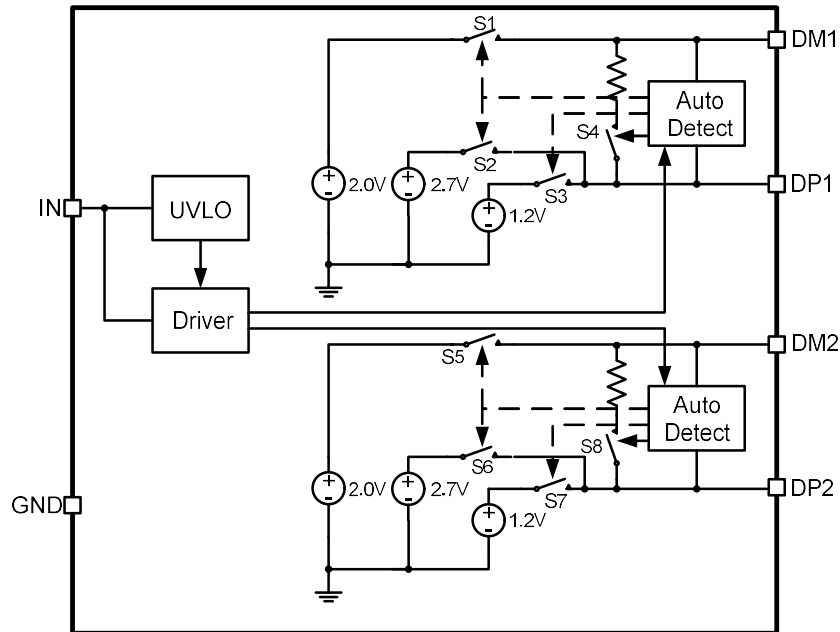 S1
DM1
Auto
Detect
S4
S2
2.0V
2.7V
S3
DP1
1.2V
IN
UVLO
Driver
S5
DM2
Auto
Detect
S8
S6
2.0V
2.7V
S7
DP2
1.2V
GND